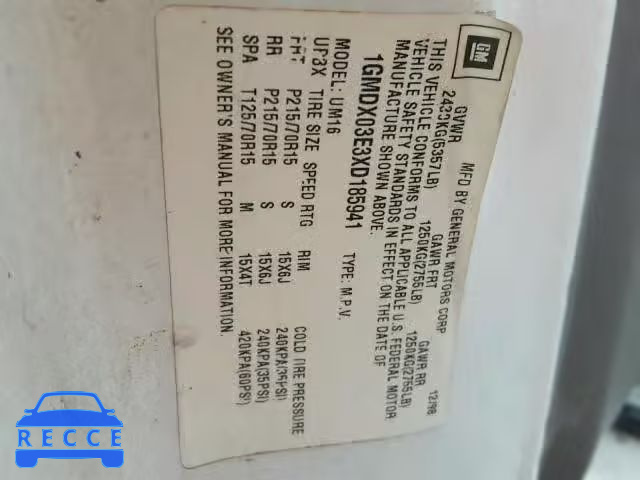 GM
MFD BY GENERAL MOTORS CORP 12/98
GVWR GAWR FRT GAWR RR
2430KG(5357LB) 1250KG(2755LB) 1250KG(2755LB)
THIS VEHICLE CONFORMS TO ALL APPLICABLE U.S. FEDERAL MOTOR
VEHICLE SAFETY STANDARDS IN EFFECT ON THE DATE OF
MANUFACTURE SHOWN ABOVE.
1GMDX03E3XD185941 TYPE: M.P.V.
MODEL: UM16
UP3X TIRE SIZE SPEED RTG RIM COLD TIRE PRESSURE
FRT P215/70R15 S 15X6J 240KPA(35PSI)
RR P215/70R15 S 15X6J 240KPA(35PSI)
SPA T125/70R15 M 15X4T 420KPA(60PSI)
SEE OWNER'S MANUAL FOR MORE INFORMATION.
RECCE